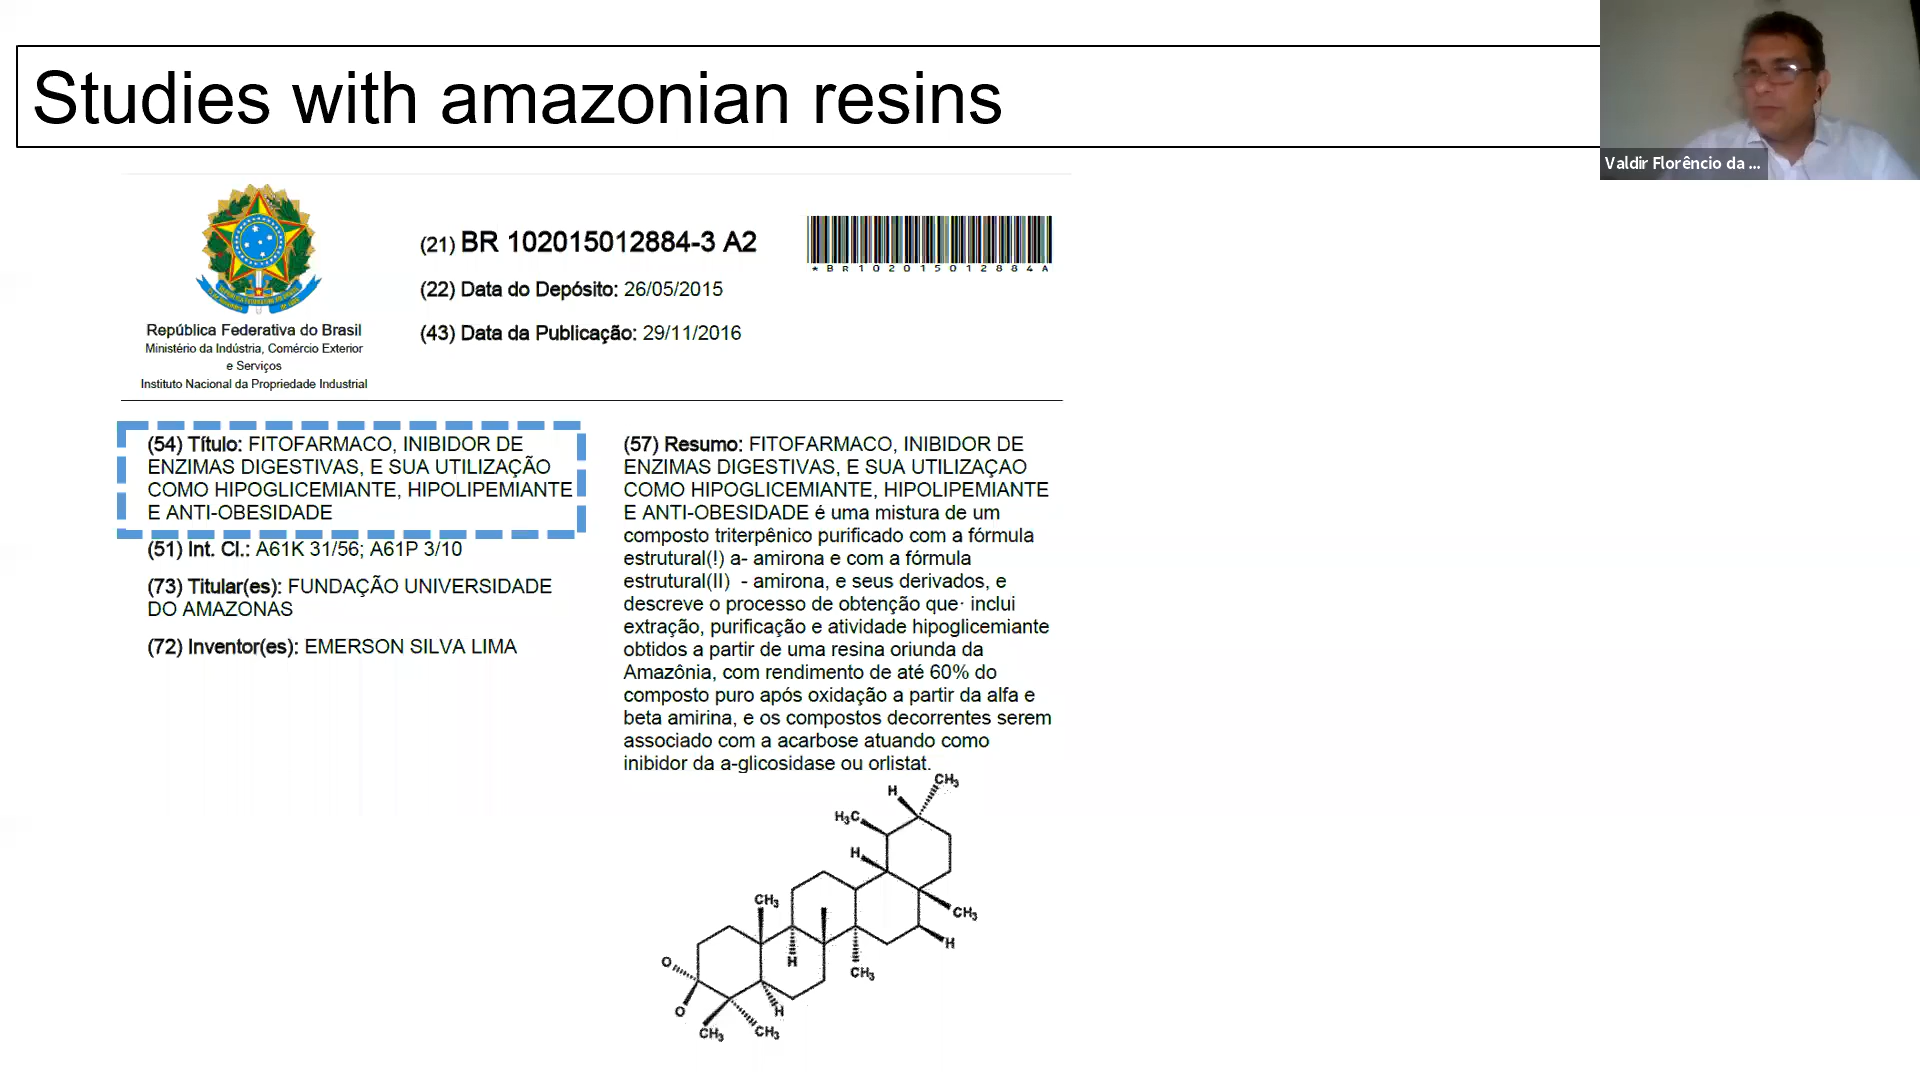 Studies with amazonian resins
Valdir Florêncio da ...
(21) BR 102015012884-3 A2
*BR102015012884A
(22) Data do Depósito: 26/05/2015
(43) Data da Publicação: 29/11/2016
República Federativa do Brasil
Ministério da Indústria, Comércio Exterior
e Serviços
Instituto Nacional da Propriedade Industrial
(54) Título: FITOFARMACO, INIBIDOR DE
ENZIMAS DIGESTIVAS, E SUA UTILIZAÇÃO
COMO HIPOGLICEMIANTE, HIPOLIPEMIANTE
E ANTI-OBESIDADE
(51) Int. Cl.: A61K 31/56; A61P 3/10
(73) Titular(es): FUNDAÇÃO UNIVERSIDADE
DO AMAZONAS
(72) Inventor(es): EMERSON SILVA LIMA
(57) Resumo: FITOFARMACO, INIBIDOR DE
ENZIMAS DIGESTIVAS, E SUA UTILIZAÇAO
COMO HIPOGLICEMIANTE, HIPOLIPEMIANTE
E ANTI-OBESIDADE é uma mistura de um
composto triterpênico purificado com a fórmula
estrutural(!) a- amirona e com a fórmula
estrutural(II) - amirona, e seus derivados, e
descreve o processo de obtenção que· inclui
extração, purificação e atividade hipoglicemiante
obtidos a partir de uma resina oriunda da
Amazônia, com rendimento de até 60% do
composto puro após oxidação a partir da alfa e
beta amirina, e os compostos decorrentes serem
associado com a acarbose atuando como
inibidor da a-glicosidase ou orlistat.
CH3
H
H3C
H
CH3
CH3
H
O
H
CH3
O
H
CH3
CH3